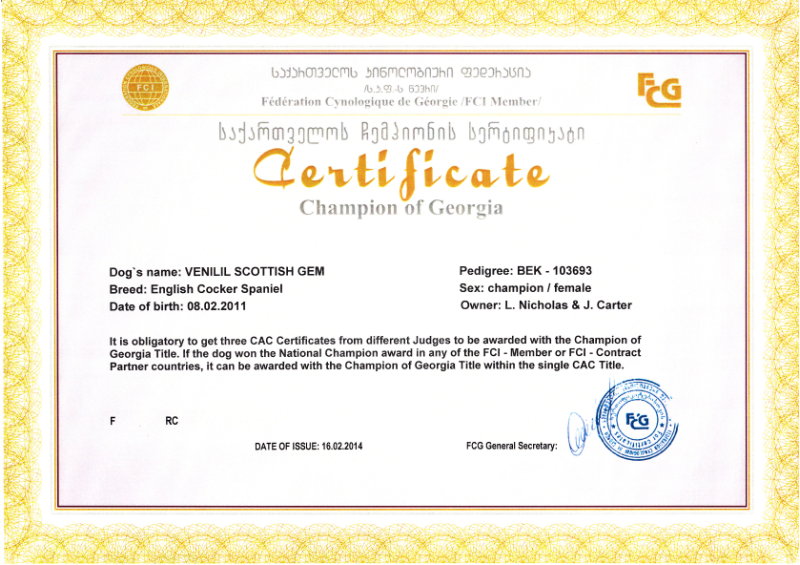 FCI
საქართველოს კინოლოგიური ფედერაცია
/ს.კ.ფ.-ს წევრი/
Fédération Cynologique de Géorgie /FCI Member/
FCG
საქართველოს ჩემპიონის სერტიფიკატი
Certificate
Champion of Georgia
Dog`s name: VENILIL SCOTTISH GEM
Pedigree: BEK - 103693
Breed: English Cocker Spaniel
Sex: champion / female
Date of birth: 08.02.2011
Owner: L. Nicholas & J. Carter
It is obligatory to get three CAC Certificates from different Judges to be awarded with the Champion of
Georgia Title. If the dog won the National Champion award in any of the FCI - Member or FCI - Contract
Partner countries, it can be awarded with the Champion of Georgia Title within the single CAC Title.
F RC
DATE OF ISSUE: 16.02.2014
FCG General Secretary:
FCG
For certificates